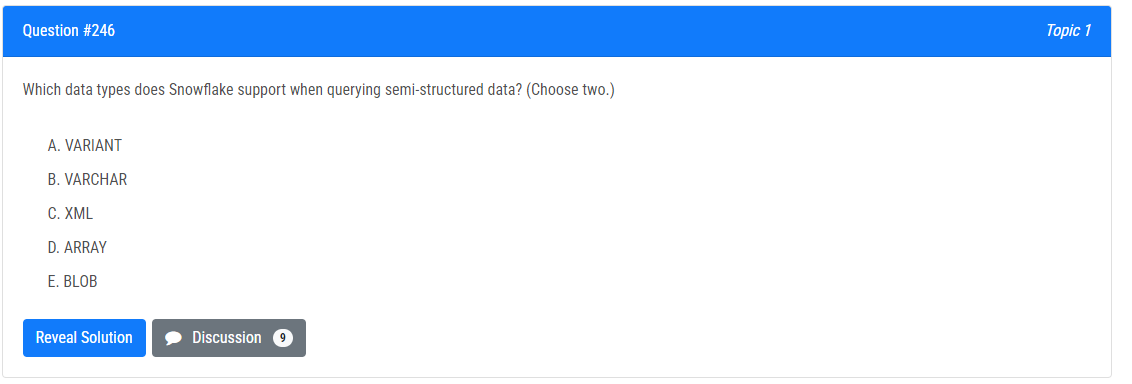 Question #246
Topic 1
Which data types does Snowflake support when querying semi-structured data? (Choose two.)
A. VARIANT
B. VARCHAR
C. XML
D. ARRAY
E. BLOB
Reveal Solution
Discussion 9